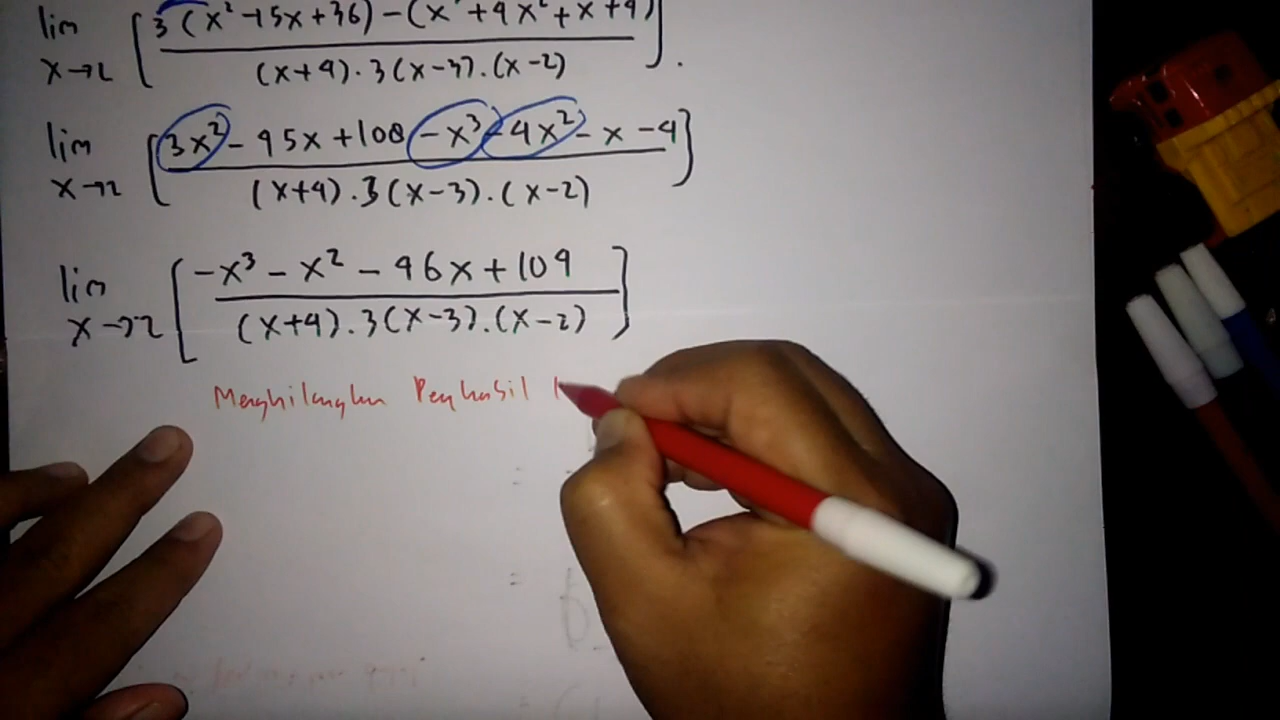 lim [ 3(x²-15x+36)-(x³+4x²+x+4) ]
x→2 (x+4).3(x-3).(x-2) .
lim [ 3x² - 45x + 108 - x³ - 4x² - x - 4 ]
x→2 (x+4).3(x-3).(x-2)
lim [ -x³ - x² - 46x + 104 ]
x→2 (x+4).3(x-3).(x-2)
Menghilangkan